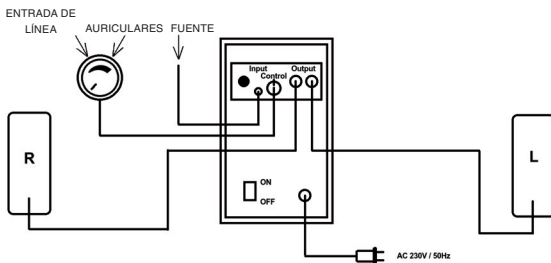 ENTRADA DE
LÍNEA
AURICULARES
FUENTE
Input
Control
Output
R
L
ON
OFF
AC 230V / 50Hz